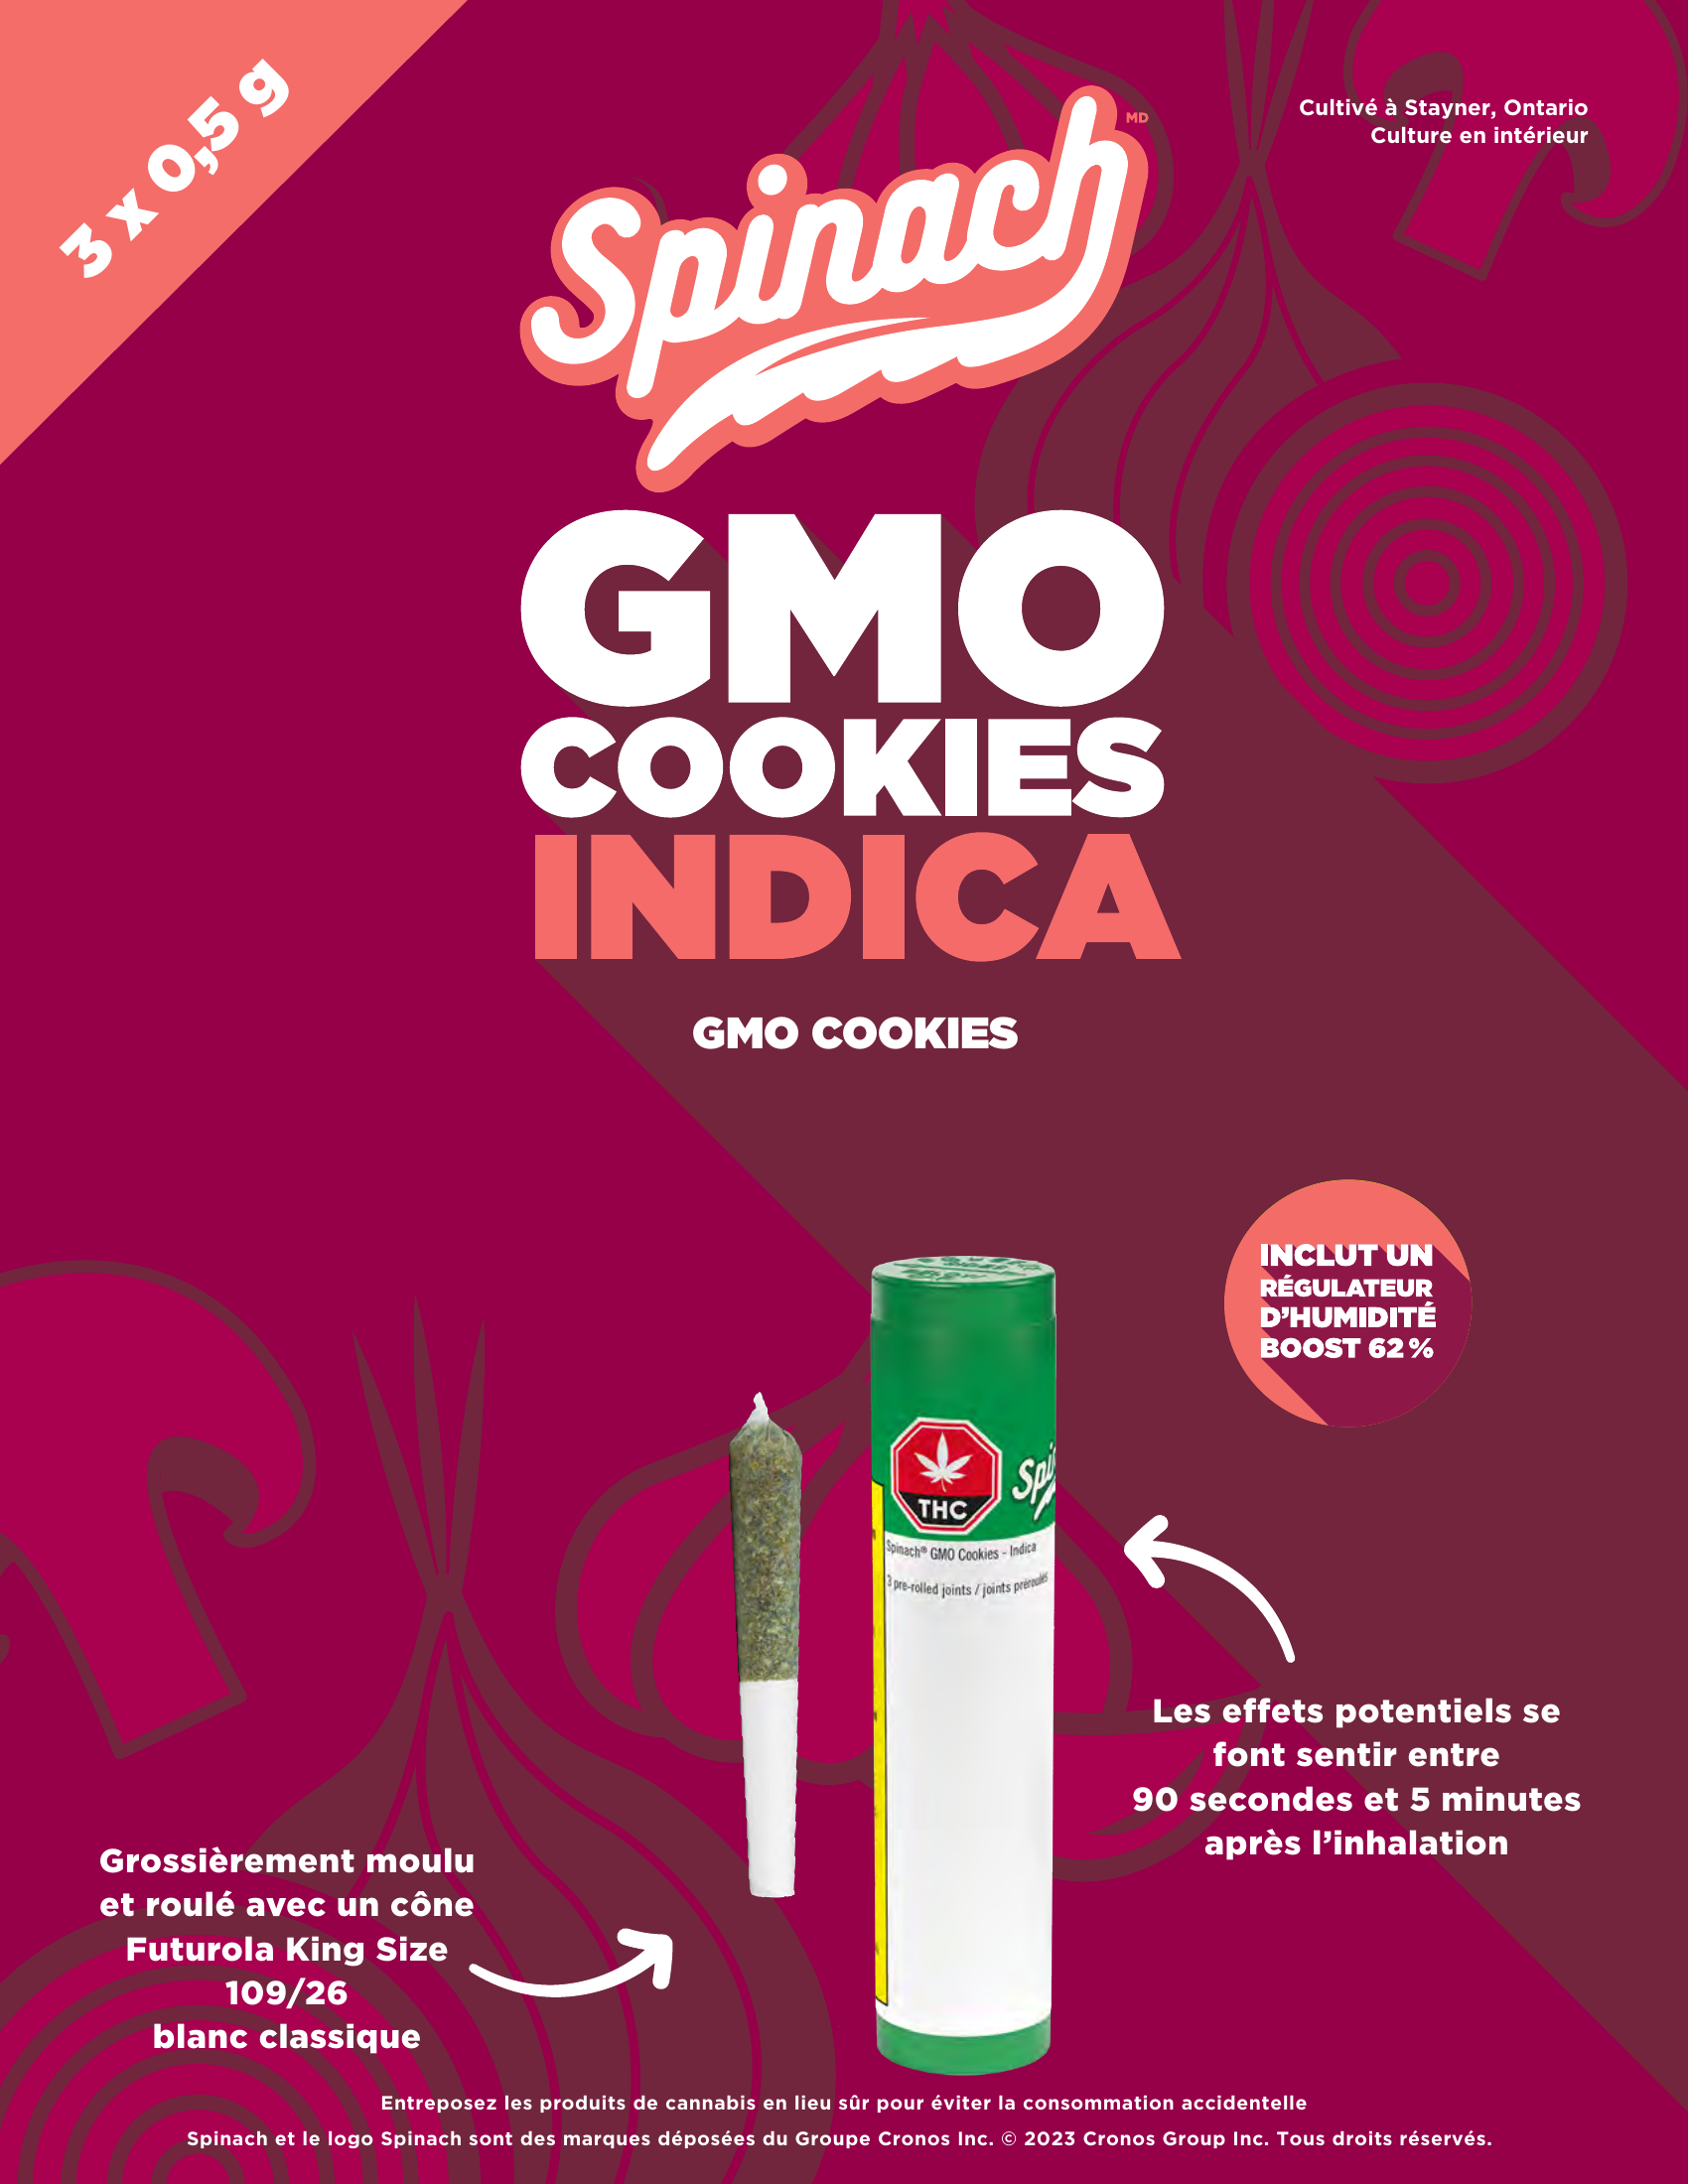 3 x 0,5 g
Spinach MD
Cultivé à Stayner, Ontario
Culture en intérieur
GMO
COOKIES
INDICA
GMO COOKIES
INCLUT UN
RÉGULATEUR
D’HUMIDITÉ
BOOST 62 %
THC
Spi
Spinach® GMO Cookies - Indica
3 pre-rolled joints / joints préroulés
Les effets potentiels se
font sentir entre
90 secondes et 5 minutes
après l’inhalation
Grossièrement moulu
et roulé avec un cône
Futurola King Size
109/26
blanc classique
Entreposez les produits de cannabis en lieu sûr pour éviter la consommation accidentelle
Spinach et le logo Spinach sont des marques déposées du Groupe Cronos Inc. © 2023 Cronos Group Inc. Tous droits réservés.